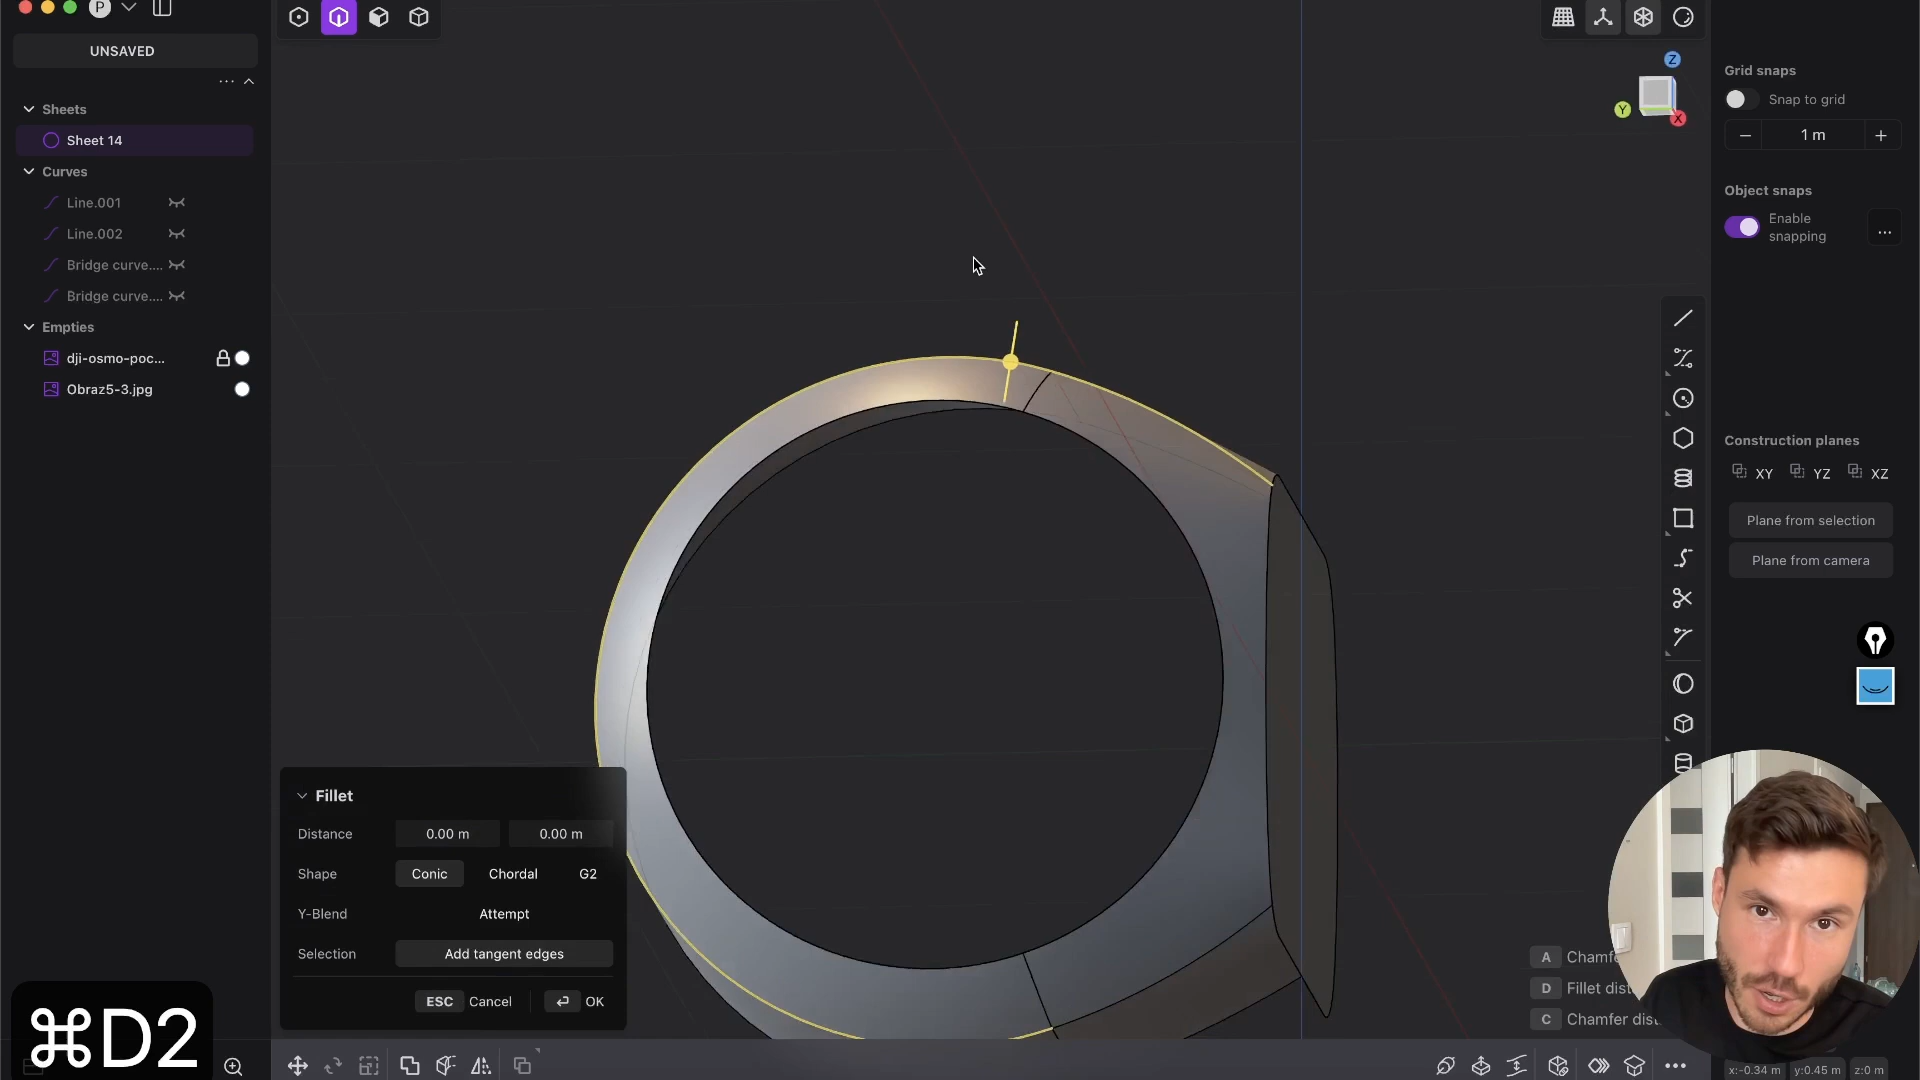 P
UNSAVED
Sheets
Sheet 14
Curves
Line.001
Line.002
Bridge curve....
Bridge curve....
Empties
dji-osmo-poc...
Obraz5-3.jpg
Z
Y
X
Grid snaps
Snap to grid
1 m
Object snaps
Enable
snapping
...
Construction planes
XY
YZ
XZ
Plane from selection
Plane from camera
Fillet
Distance
0.00 m
0.00 m
Shape
Conic
Chordal
G2
Y-Blend
Attempt
Selection
Add tangent edges
ESC
Cancel
OK
⌘D2
A
D
Fillet
C
Chamfer
x:-0.34 m
y:0.45 m
z:0 m